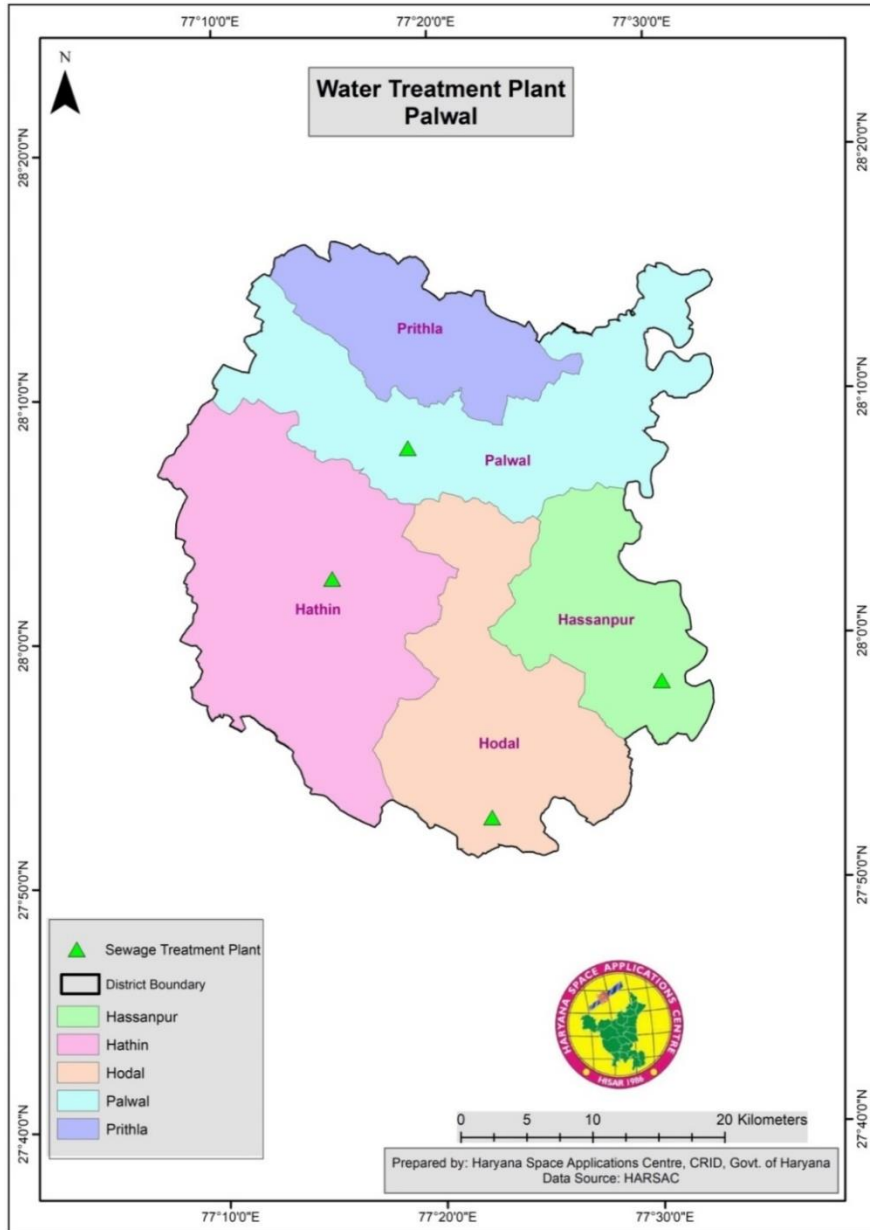 77°10'0"E
77°20'0"E
77°30'0"E
N
Water Treatment Plant
Palwal
28°20'0"N
28°20'0"N
Prithla
28°10'0"N
28°10'0"N
Palwal
Hathin
Hassanpur
28°0'0"N
28°0'0"N
Hodal
27°50'0"N
27°50'0"N
Sewage Treatment Plant
District Boundary
Hassanpur
Hathin
Hodal
Palwal
Prithla
HARYANA SPACE APPLICATIONS CENTRE
HISAR 1986
0 5 10 20 Kilometers
27°40'0"N
27°40'0"N
Prepared by: Haryana Space Applications Centre, CRID, Govt. of Haryana
Data Source: HARSAC
77°10'0"E
77°20'0"E
77°30'0"E